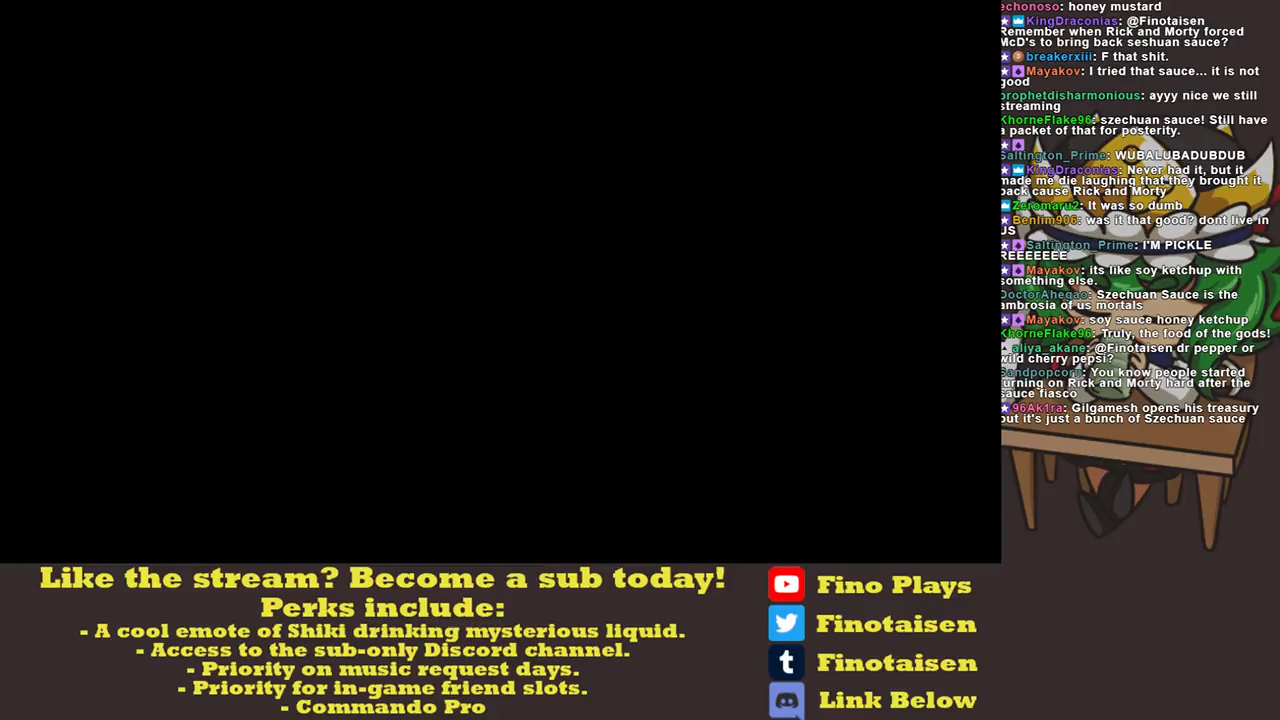 echonoso: honey mustard
KingDraconias: @Finotaisen
Remember when Rick and Morty forced
McD's to bring back seshuan sauce?
breakerxiii: F that shit.
Mayakov: I tried that sauce... it is not
good
prophetdisharmonious: ayyy nice we still
streaming
KhorneFlake96: szechuan sauce! Still have
a packet of that for posterity.
Saltington_Prime: WUBALUBADUBDUB
KingDraconias: Never had it, but it
made me die laughing that they brought it
back cause Rick and Morty
Zeromaru2: It was so dumb
Benlim906: was it that good? dont live in
US
Saltington_Prime: I'M PICKLE
REEEEEEE
Mayakov: its like soy ketchup with
something else.
DoctorAhegao: Szechuan Sauce is the
ambrosia of us mortals
Mayakov: soy sauce honey ketchup
KhorneFlake96: Truly, the food of the gods!
aliya_akane: @Finotaisen dr pepper or
wild cherry pepsi?
Sandpopcorn: You know people started
turning on Rick and Morty hard after the
sauce fiasco
96Ak1ra: Gilgamesh opens his treasury
but it's just a bunch of Szechuan sauce
Like the stream? Become a sub today!
Perks include:
- A cool emote of Shiki drinking mysterious liquid.
- Access to the sub-only Discord channel.
- Priority on music request days.
- Priority for in-game friend slots.
- Commando Pro
Fino Plays
Finotaisen
Finotaisen
Link Below